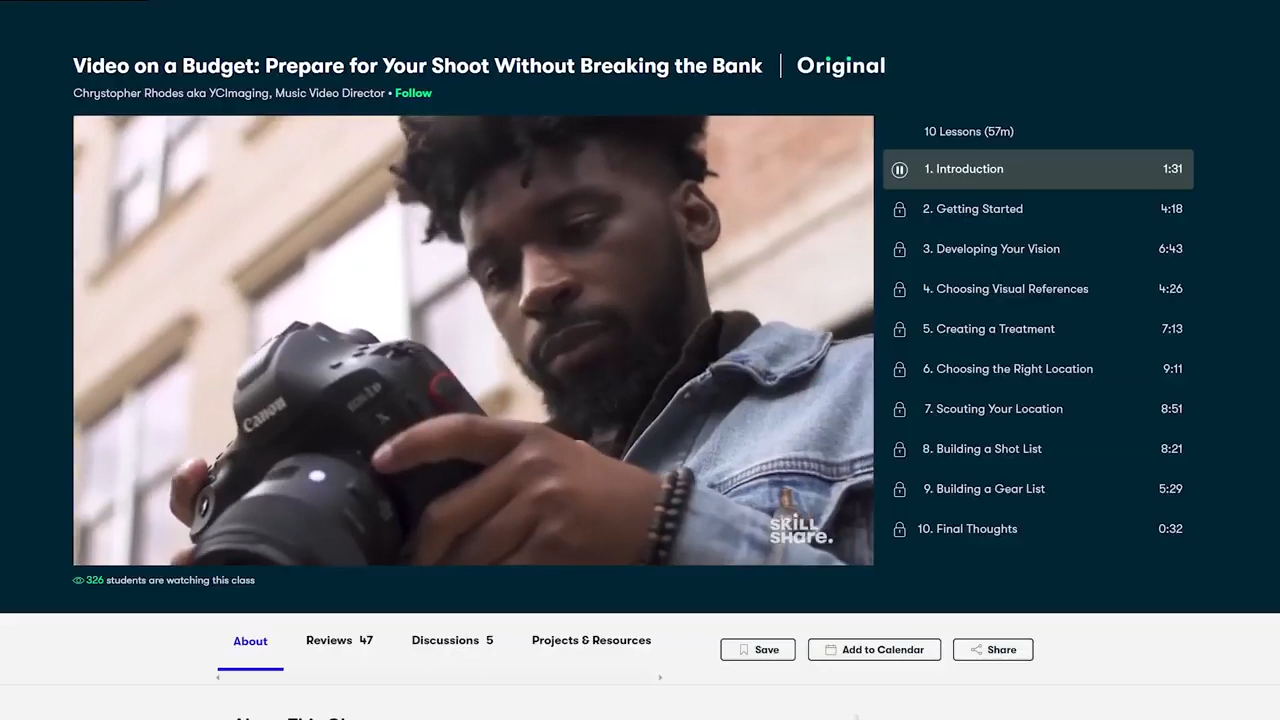 Video on a Budget: Prepare for Your Shoot Without Breaking the Bank | Original
Chrystopher Rhodes aka YCImaging, Music Video Director • Follow
10 Lessons (57m)
1. Introduction 1:31
2. Getting Started 4:18
3. Developing Your Vision 6:43
4. Choosing Visual References 4:26
5. Creating a Treatment 7:13
6. Choosing the Right Location 9:11
7. Scouting Your Location 8:51
8. Building a Shot List 8:21
9. Building a Gear List 5:29
10. Final Thoughts 0:32
Canon
SKILL
SHARE.
326 students are watching this class
About Reviews 47 Discussions 5 Projects & Resources Save Add to Calendar Share